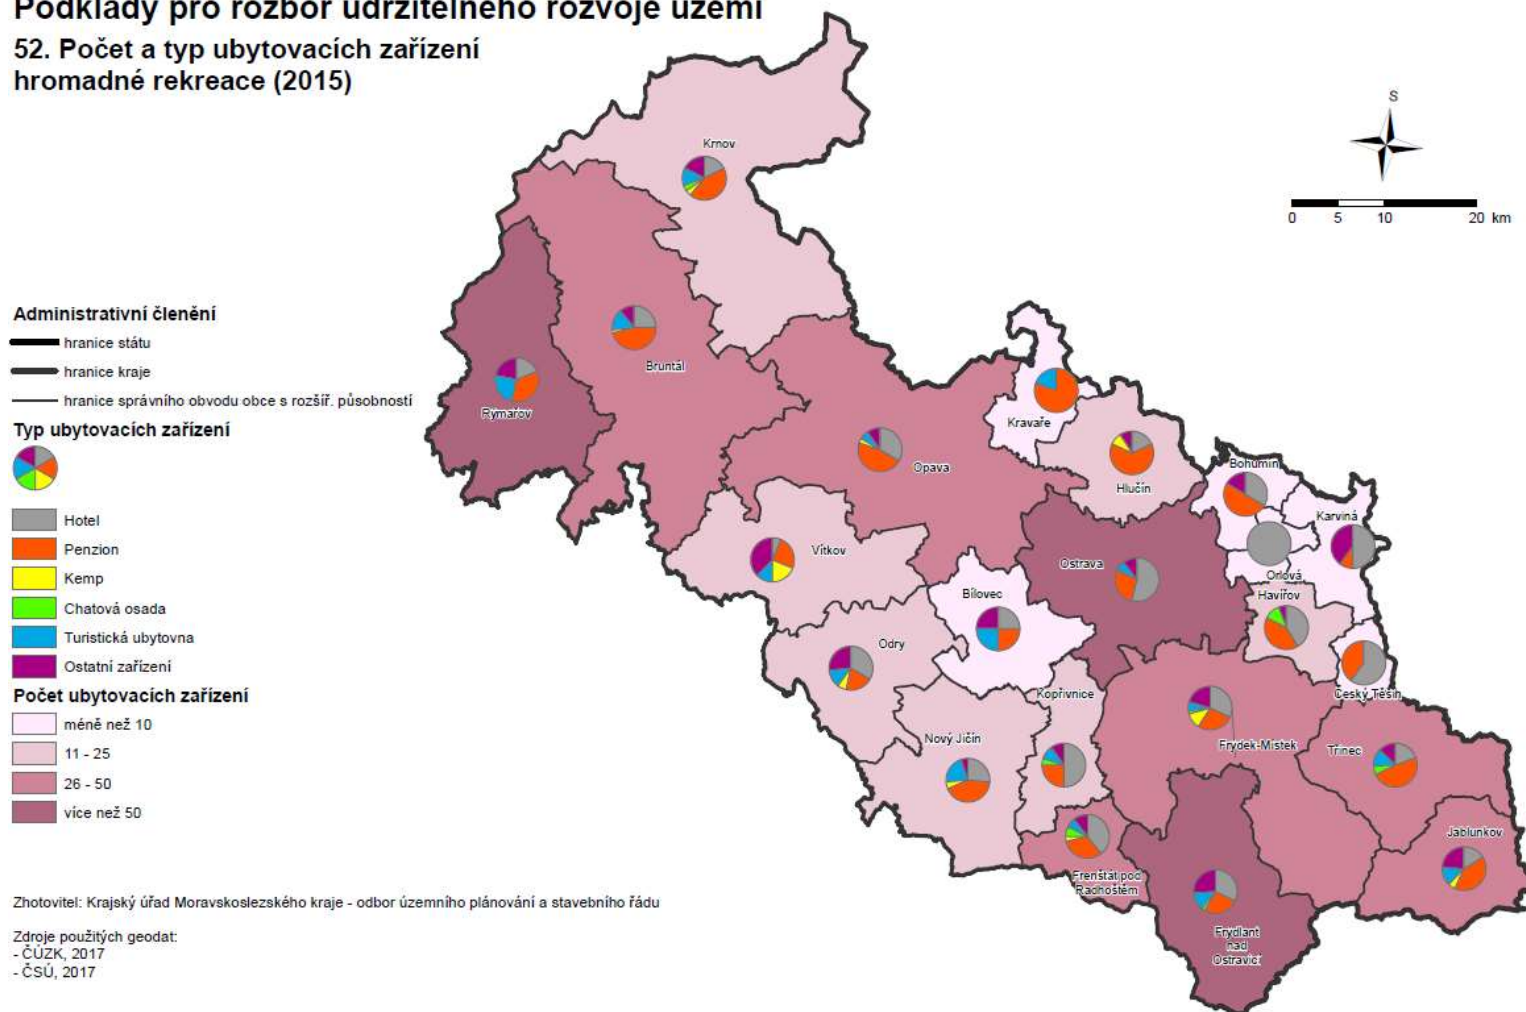 Podklady pro rozbor udržitelného rozvoje území
52. Počet a typ ubytovacích zařízení
hromadné rekreace (2015)
S
0 5 10 20 km
Administrativní členění
hranice státu
hranice kraje
hranice správního obvodu obce s rozšíř. působností
Typ ubytovacích zařízení
Hotel
Penzion
Kemp
Chatová osada
Turistická ubytovna
Ostatní zařízení
Počet ubytovacích zařízení
méně než 10
11 - 25
26 - 50
více než 50
Krnov
Bruntál
Rýmařov
Opava
Kravaře
Hlučín
Bohumín
Karviná
Orlová
Havířov
Ostrava
Vítkov
Bílovec
Odry
Český Těšín
Kopřivnice
Nový Jičín
Frýdek-Místek
Třinec
Jablunkov
Frenštát pod
Radhoštěm
Frýdlant
nad
Ostravicí
Zhotovitel: Krajský úřad Moravskoslezského kraje - odbor územního plánování a stavebního řádu
Zdroje použitých geodat:
- ČÚZK, 2017
- ČSÚ, 2017